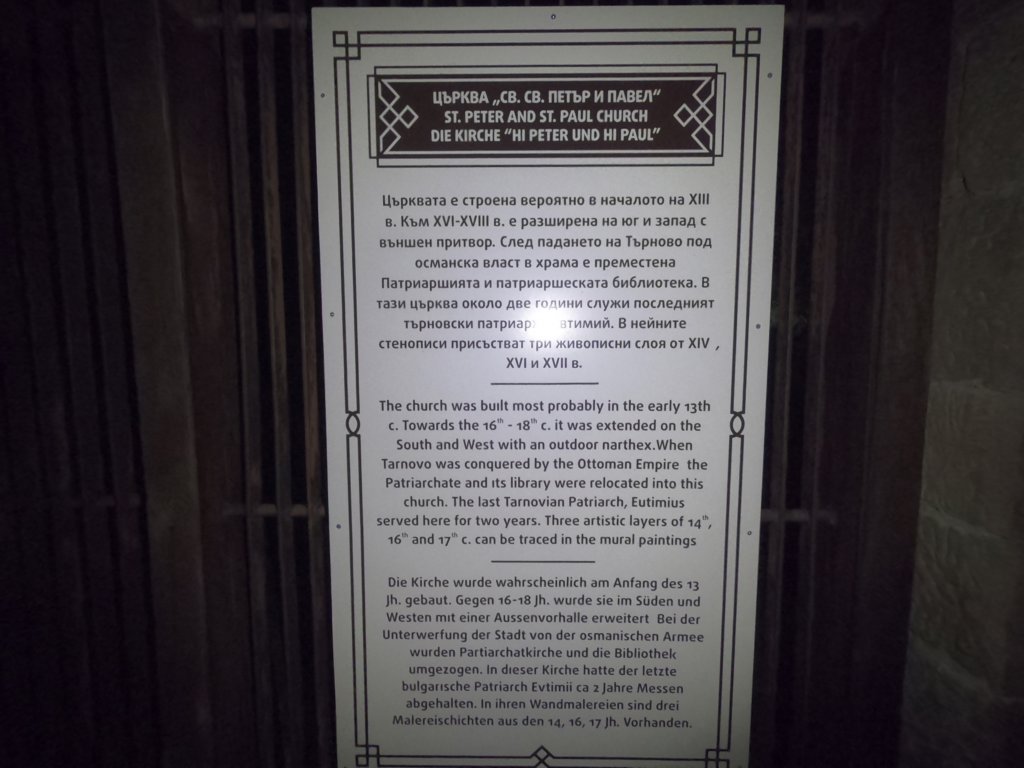 ЦЪРКВА „СВ. СВ. ПЕТЪР И ПАВЕЛ“
ST. PETER AND ST. PAUL CHURCH
DIE KIRCHE "HI PETER UND HI PAUL"
Църквата е строена вероятно в началото на XIII
в. Към XVI-XVIII в. е разширена на юг и запад с
външен притвор. След падането на Търново под
османска власт в храма е преместена
Патриаршията и патриаршеската библиотека. В
тази църква около две години служи последният
търновски В нейните
стенописи присъстват три живописни слоя от XIV ,
XVI и XVII в.
The church was built most probably in the early 13th
c. Towards the 16th - 18th c. it was extended on the
South and West with an outdoor narthex.When
Tarnovo was conquered by the Ottoman Empire the
Patriarchate and its library were relocated into this
church. The last Tarnovian Patriarch, Eutimius
served here for two years. Three artistic layers of 14th,
16th and 17th c. can be traced in the mural paintings
Die Kirche wurde wahrscheinlich am Anfang des 13
Jh. gebaut. Gegen 16-18 Jh. wurde sie im Süden und
Westen mit einer Aussenvorhalle erweitert Bei der
Unterwerfung der Stadt von der osmanischen Armee
wurden Partiarchatkirche und die Bibliothek
umgezogen. In dieser Kirche hatte der letzte
bulgarische Patriarch Evtimii ca 2 Jahre Messen
abgehalten. In ihren Wandmalereien sind drei
Malereischichten aus den 14, 16, 17 Jh. Vorhanden.